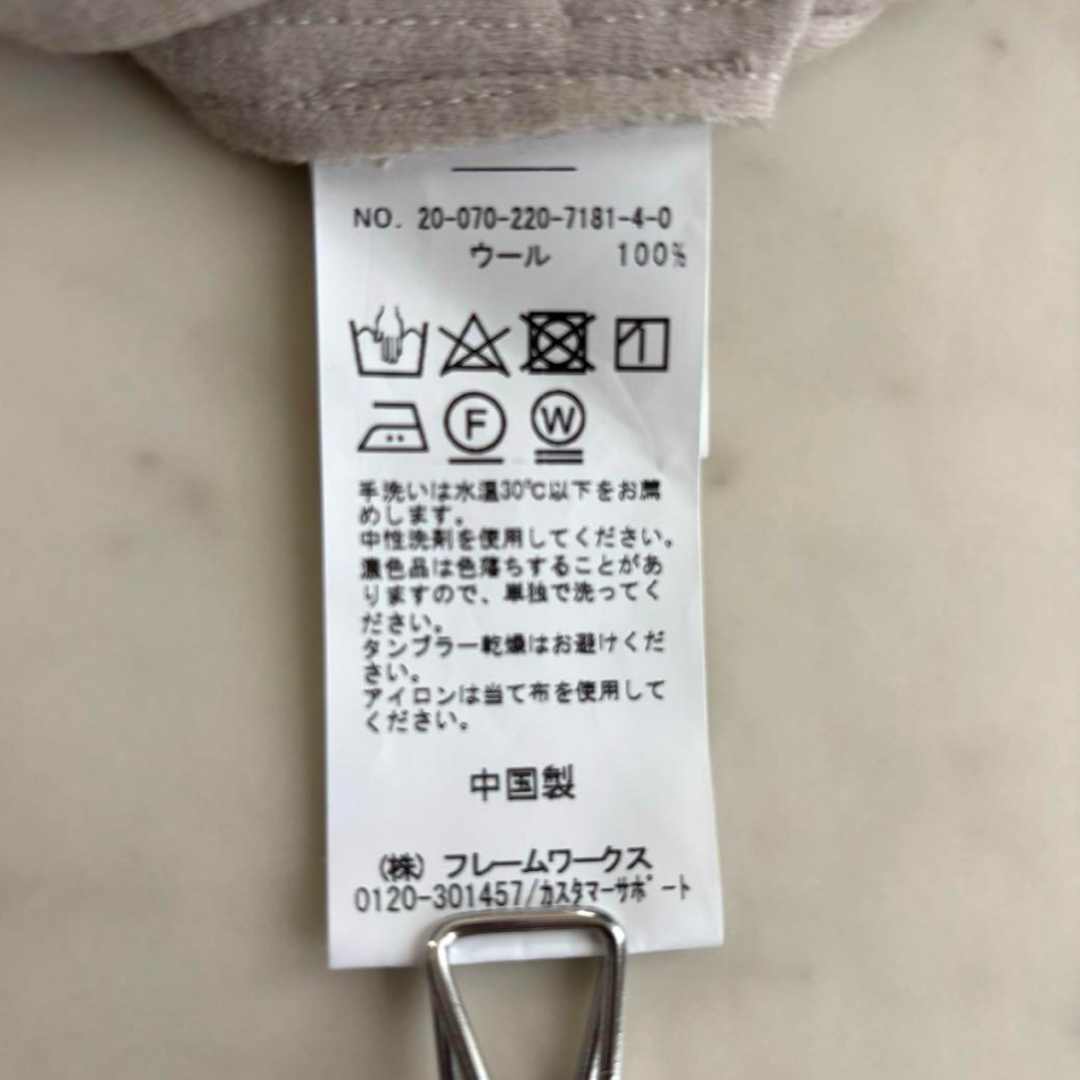 NO. 20-070-220-7181-4-0
ウール 100%
F W
手洗いは水温30℃以下をお薦
めします。
中性洗剤を使用してください。
濃色品は色落ちすることがあ
りますので、単独で洗ってく
ださい。
タンブラー乾燥はお避けくだ
さい。
アイロンは当て布を使用して
ください。
中国製
(株) フレームワークス
0120-301457/カスタマーサポート